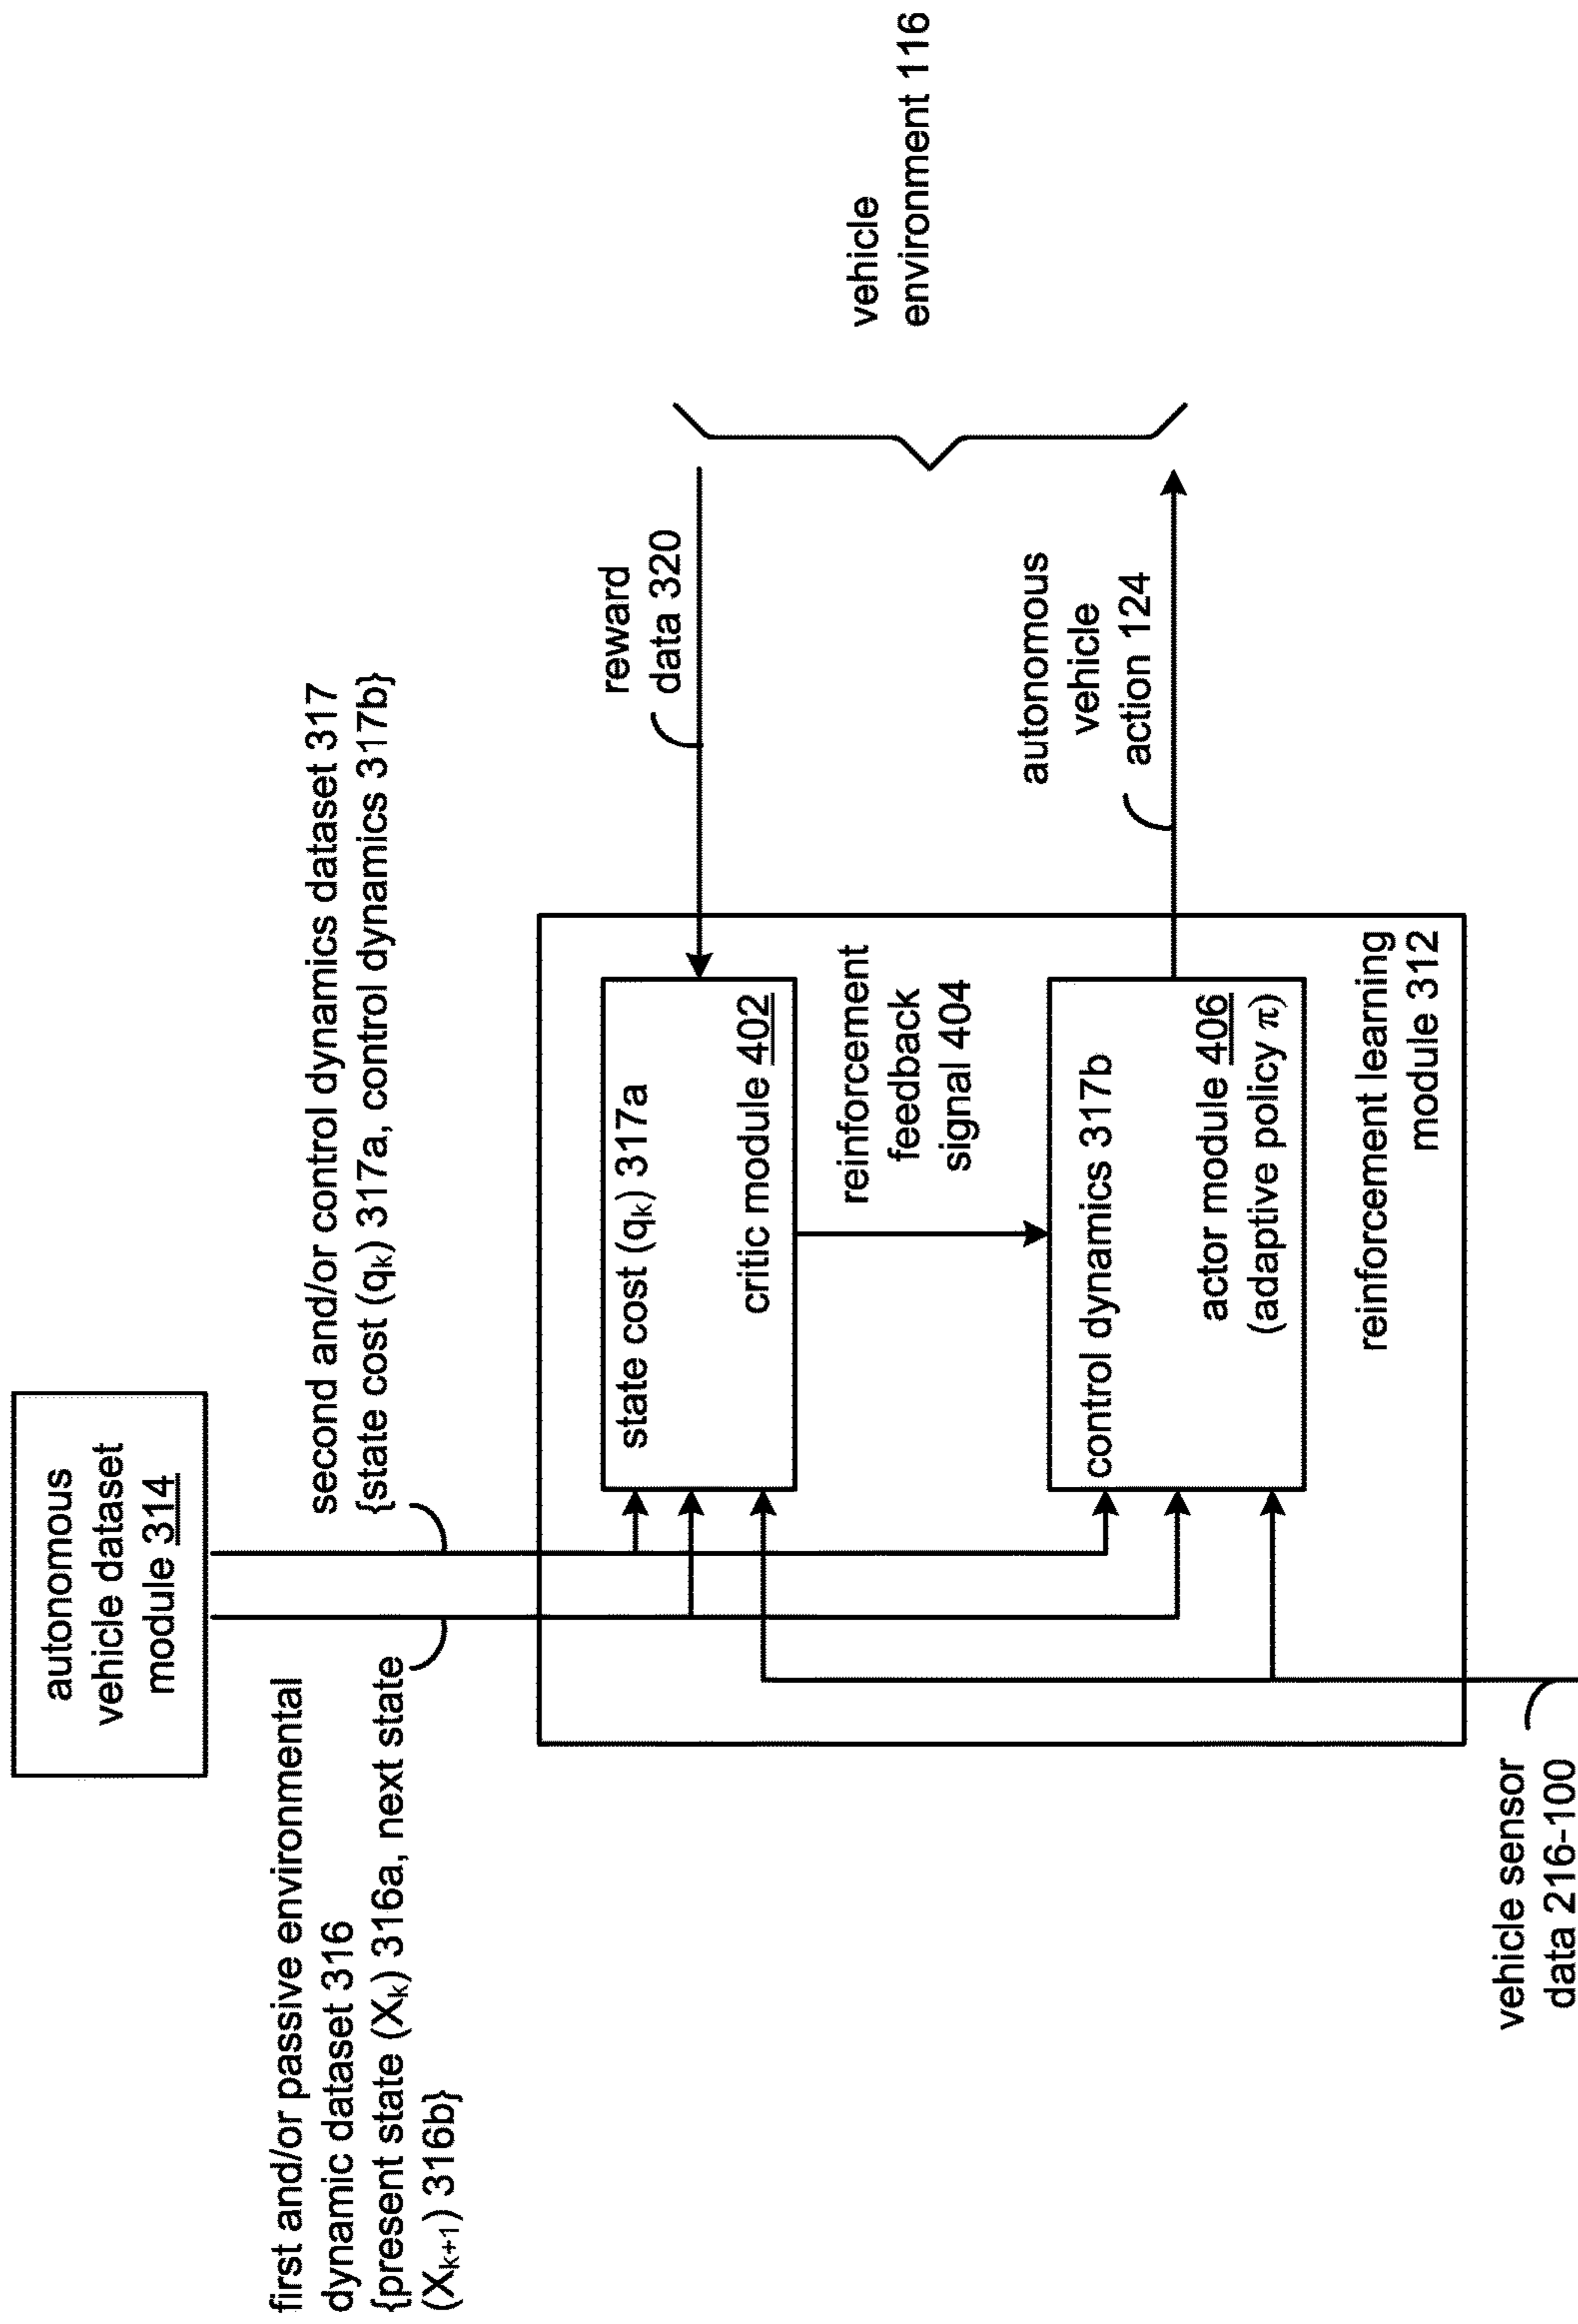 autonomous
vehicle dataset
module 314
first and/or passive environmental
dynamic dataset 316
{present state (Xk) 316a, next state
(Xk+1) 316b}
second and/or control dynamics dataset 317
{state cost (qk) 317a, control dynamics 317b}
state cost (qk) 317a
critic module 402
reward
data 320
reinforcement
feedback
signal 404
vehicle
environment 116
control dynamics 317b
actor module 406
(adaptive policy π)
autonomous
vehicle
action 124
reinforcement learning
module 312
vehicle sensor
data 216-100